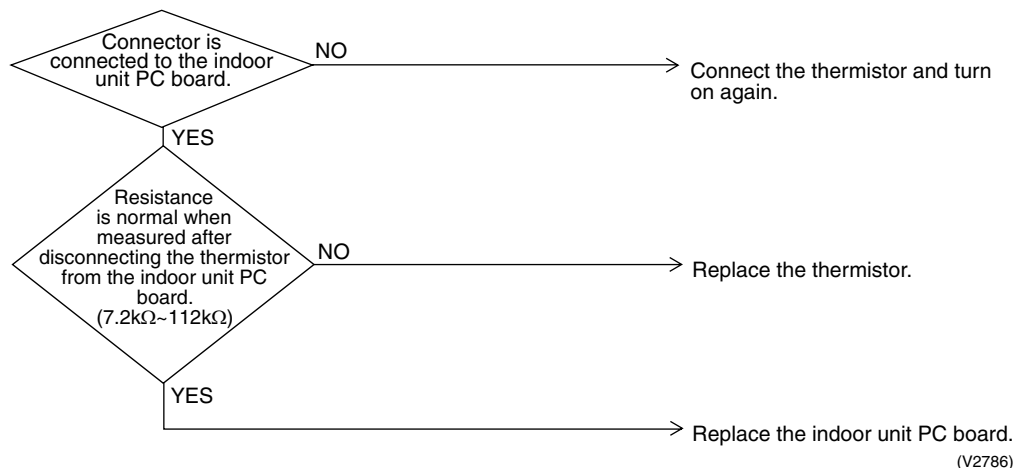 Connector is
connected to the indoor
unit PC board.
NO
Connect the thermistor and turn
on again.
YES
Resistance
is normal when
measured after
disconnecting the thermistor
from the indoor unit PC
board.
(7.2kΩ~112kΩ)
NO
Replace the thermistor.
YES
Replace the indoor unit PC board.
(V2786)